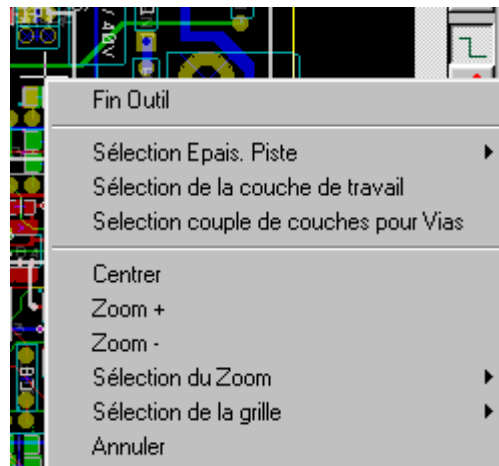 40V
Fin Outil
Sélection Epais. Piste
Sélection de la couche de travail
Selection couple de couches pour Vias
Centrer
Zoom +
Zoom -
Sélection du Zoom
Sélection de la grille
Annuler